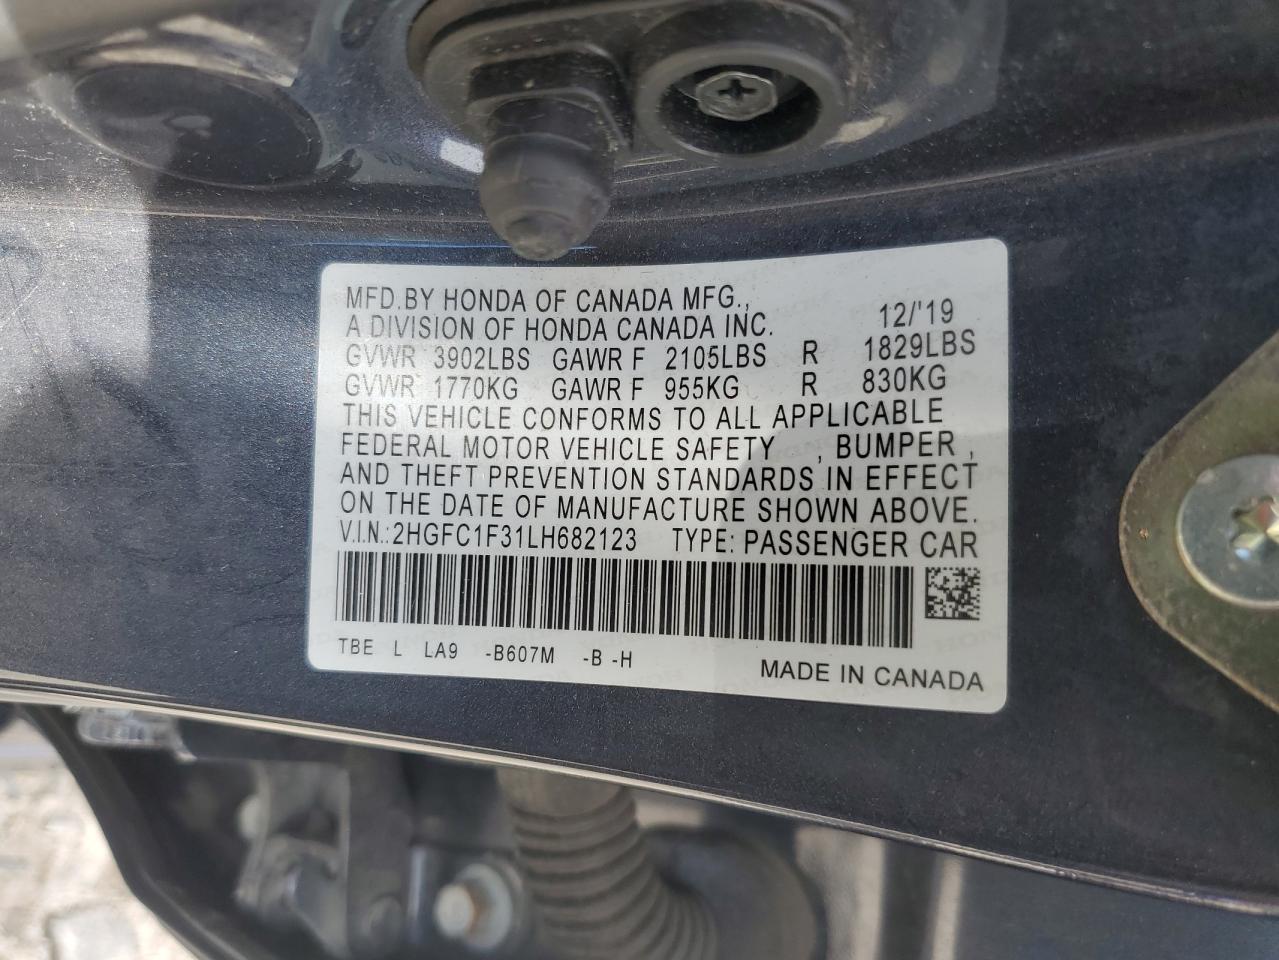 MFD.BY HONDA OF CANADA MFG.,
A DIVISION OF HONDA CANADA INC. 12/'19
GVWR 3902LBS GAWR F 2105LBS R 1829LBS
GVWR 1770KG GAWR F 955KG R 830KG
THIS VEHICLE CONFORMS TO ALL APPLICABLE
FEDERAL MOTOR VEHICLE SAFETY , BUMPER ,
AND THEFT PREVENTION STANDARDS IN EFFECT
ON THE DATE OF MANUFACTURE SHOWN ABOVE.
V.I.N.:2HGFC1F31LH682123 TYPE: PASSENGER CAR
TBE L LA9 -B607M -B -H
MADE IN CANADA